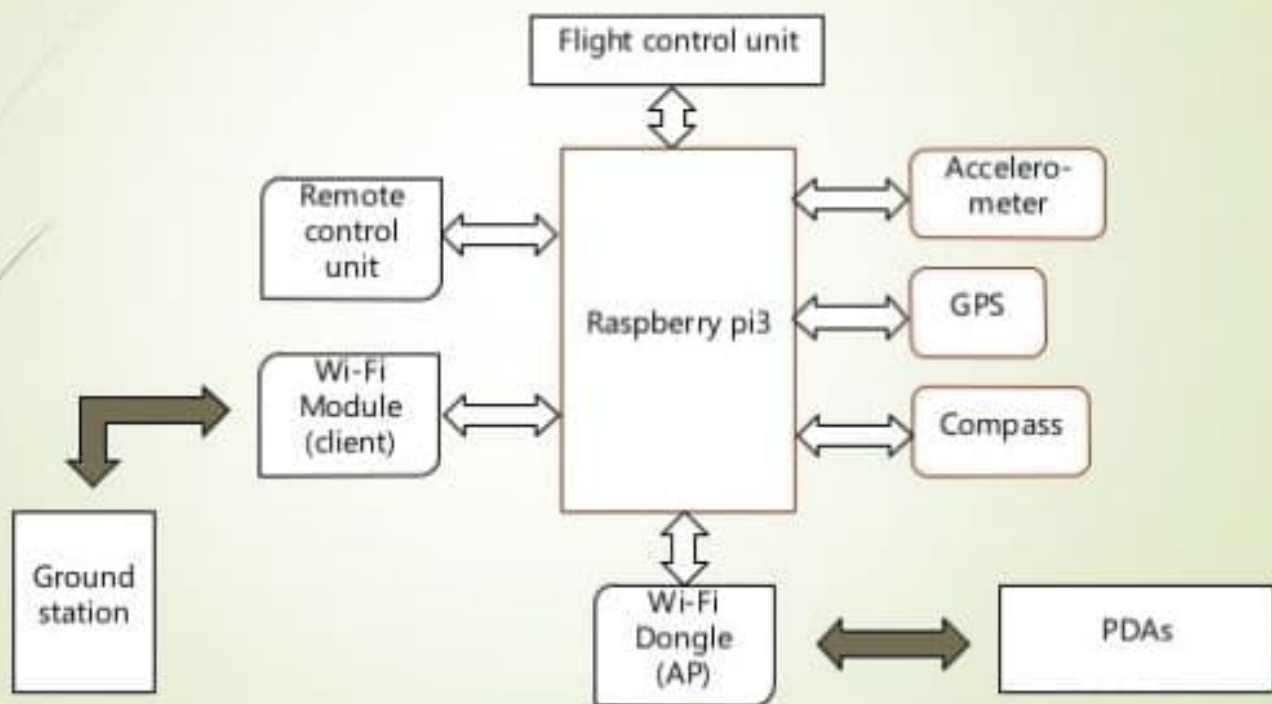 Flight control unit
Remote
control
unit
Accelero-
meter
Raspberry pi3
GPS
Wi-Fi
Module
(client)
Compass
Ground
station
Wi-Fi
Dongle
(AP)
PDAs